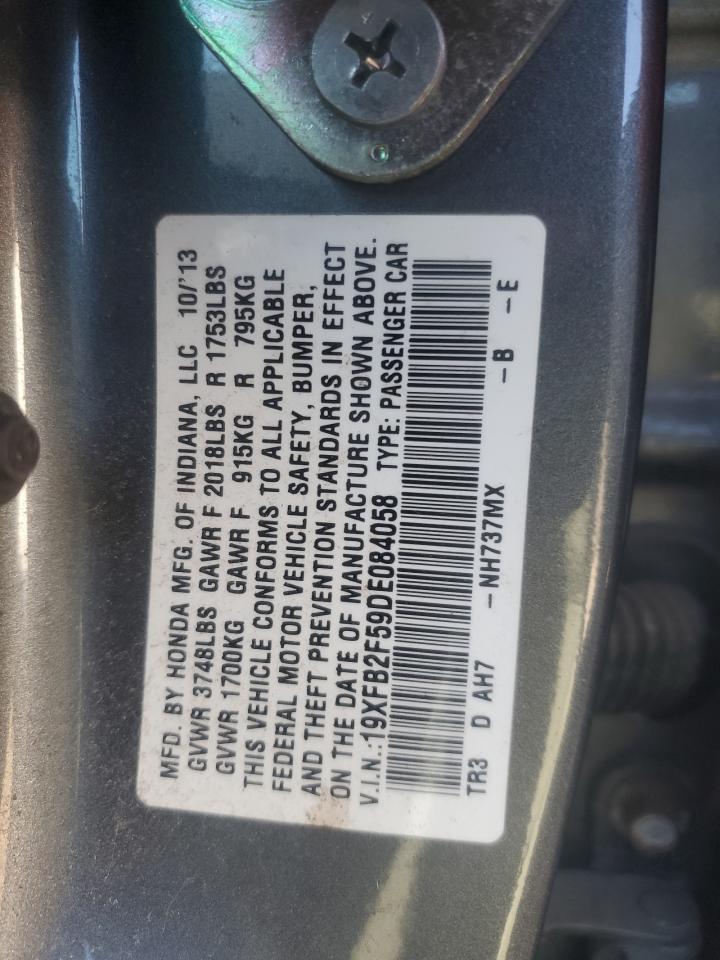 MFD. BY HONDA MFG. OF INDIANA, LLC 10/'13
GVWR 3748LBS GAWR F 2018LBS R 1753LBS
GVWR 1700KG GAWR F 915KG R 795KG
THIS VEHICLE CONFORMS TO ALL APPLICABLE
FEDERAL MOTOR VEHICLE SAFETY, BUMPER,
AND THEFT PREVENTION STANDARDS IN EFFECT
ON THE DATE OF MANUFACTURE SHOWN ABOVE.
V.I.N.:19XFB2F59DE084058 TYPE: PASSENGER CAR
TR3 D AH7 -NH737MX -B -E